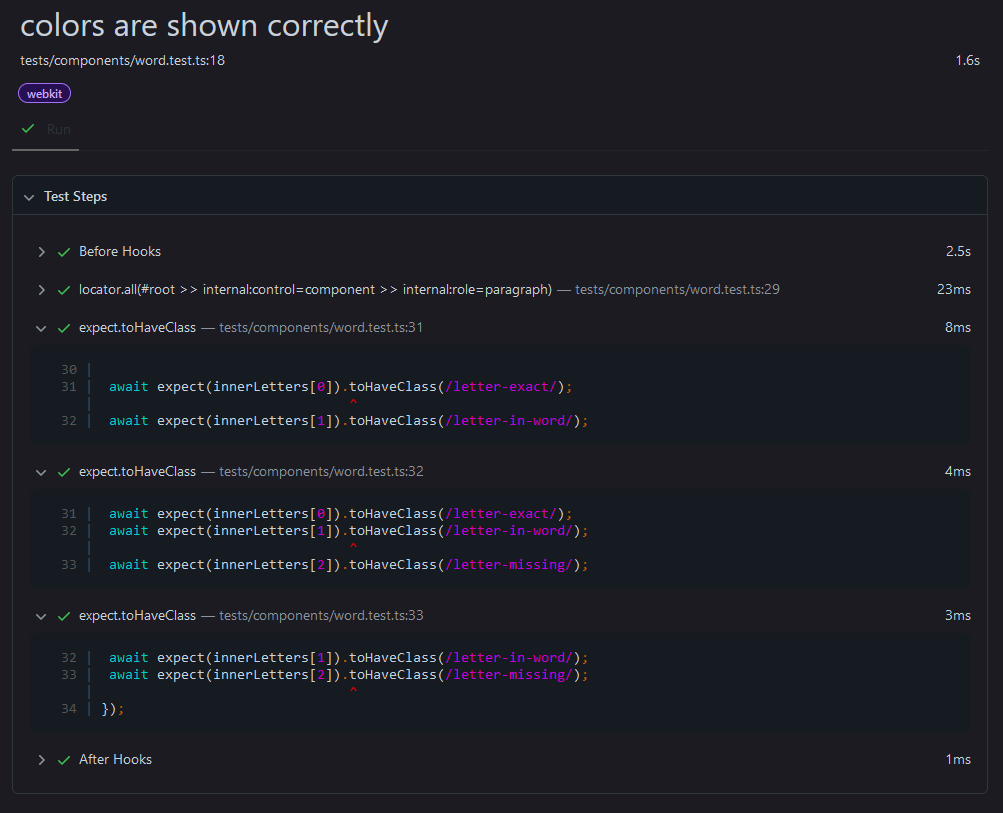 colors are shown correctly
tests/components/word.test.ts:18 1.6s
webkit
Run
Test Steps
Before Hooks 2.5s
locator.all(#root >> internal:control=component >> internal:role=paragraph) — tests/components/word.test.ts:29 23ms
expect.toHaveClass — tests/components/word.test.ts:31 8ms
30 |
31 | await expect(innerLetters[0]).toHaveClass(/letter-exact/);
| ^
32 | await expect(innerLetters[1]).toHaveClass(/letter-in-word/);
expect.toHaveClass — tests/components/word.test.ts:32 4ms
31 | await expect(innerLetters[0]).toHaveClass(/letter-exact/);
32 | await expect(innerLetters[1]).toHaveClass(/letter-in-word/);
| ^
33 | await expect(innerLetters[2]).toHaveClass(/letter-missing/);
expect.toHaveClass — tests/components/word.test.ts:33 3ms
32 | await expect(innerLetters[1]).toHaveClass(/letter-in-word/);
33 | await expect(innerLetters[2]).toHaveClass(/letter-missing/);
| ^
34 | });
After Hooks 1ms